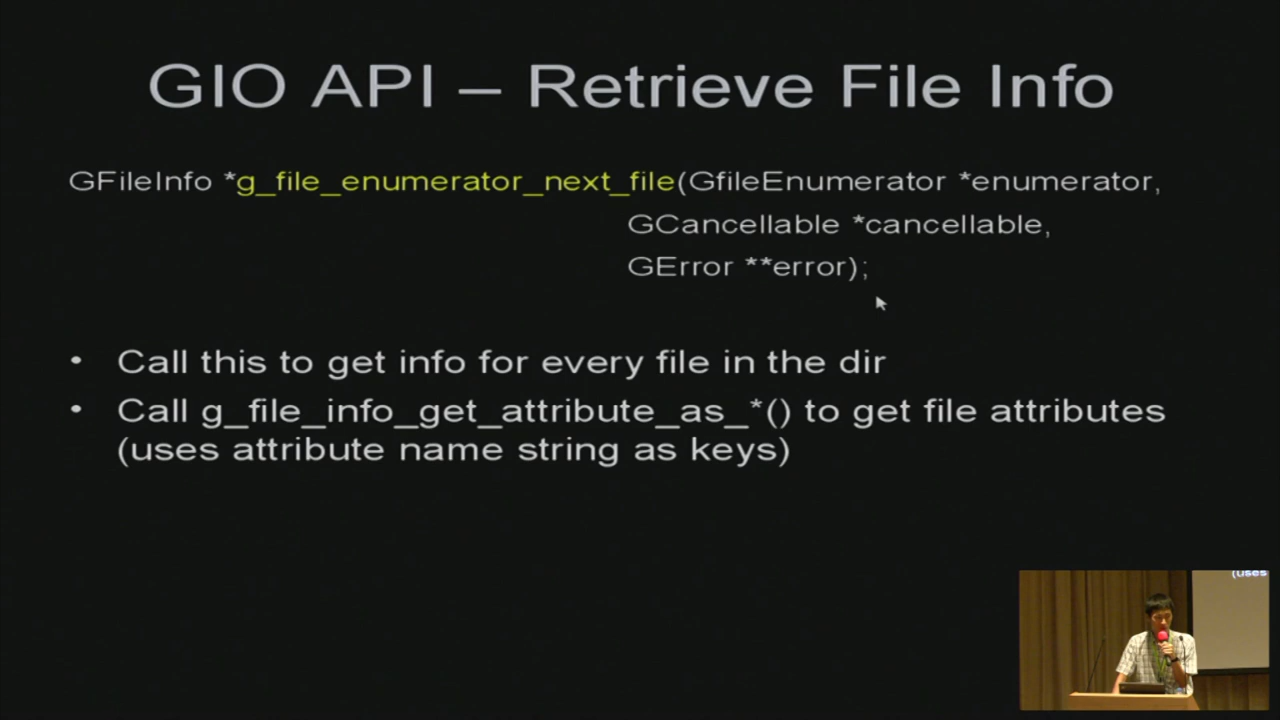 GIO API – Retrieve File Info
GFileInfo *g_file_enumerator_next_file(GfileEnumerator *enumerator,
GCancellable *cancellable,
GError **error);
• Call this to get info for every file in the dir
• Call g_file_info_get_attribute_as_*() to get file attributes
(uses attribute name string as keys)
(uses